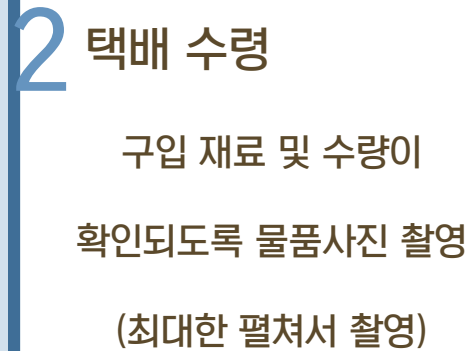 2 택배 수령
구입 재료 및 수량이
확인되도록 물품사진 촬영
(최대한 펼쳐서 촬영)